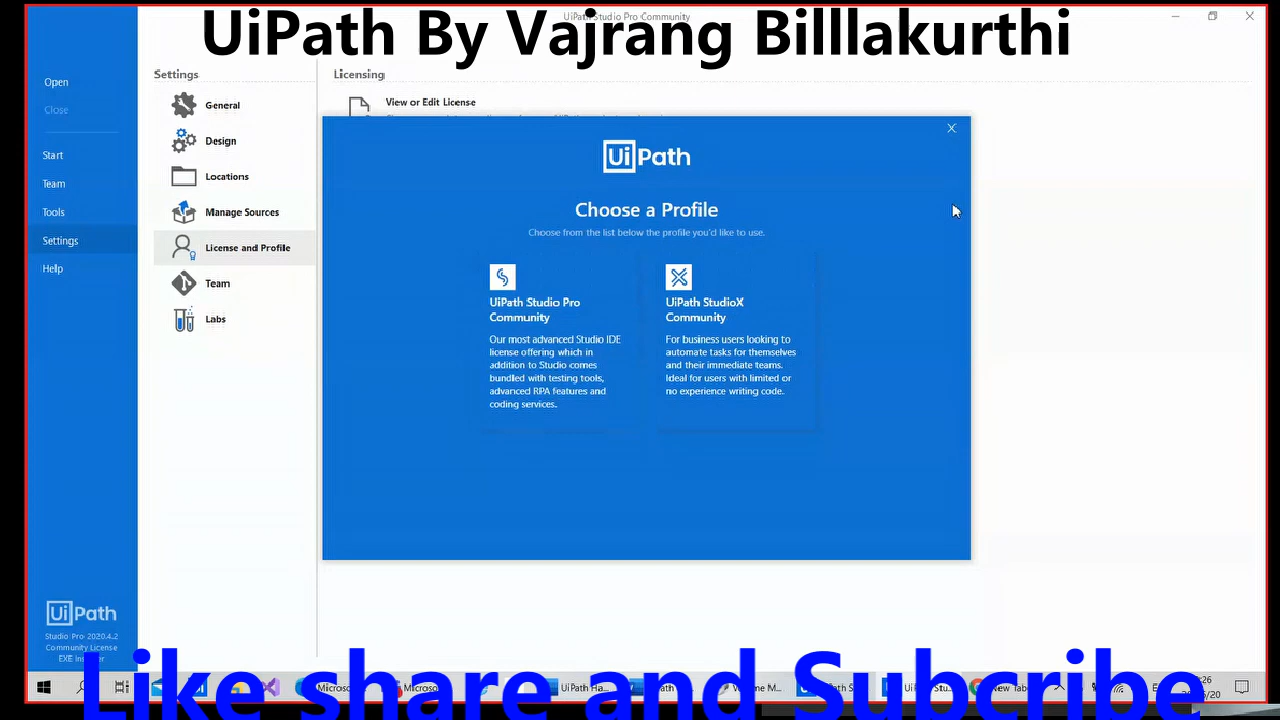 UiPath Studio Pro Community
UiPath By Vajrang Billlakurthi
Open
Close
Start
Team
Tools
Settings
Help
Settings
General
Design
Locations
Manage Sources
License and Profile
Team
Labs
Licensing
View or Edit License
UiPath
Choose a Profile
Choose from the list below the profile you'd like to use.
UiPath Studio Pro
Community
Our most advanced Studio IDE
license offering which in
addition to Studio comes
bundled with testing tools,
advanced RPA features and
coding services.
UiPath StudioX
Community
For business users looking to
automate tasks for themselves
and their immediate teams.
Ideal for users with limited or
no experience writing code.
UiPath
Studio Pro 2020.4.2
Community License
EXE
Like share and Subcribe